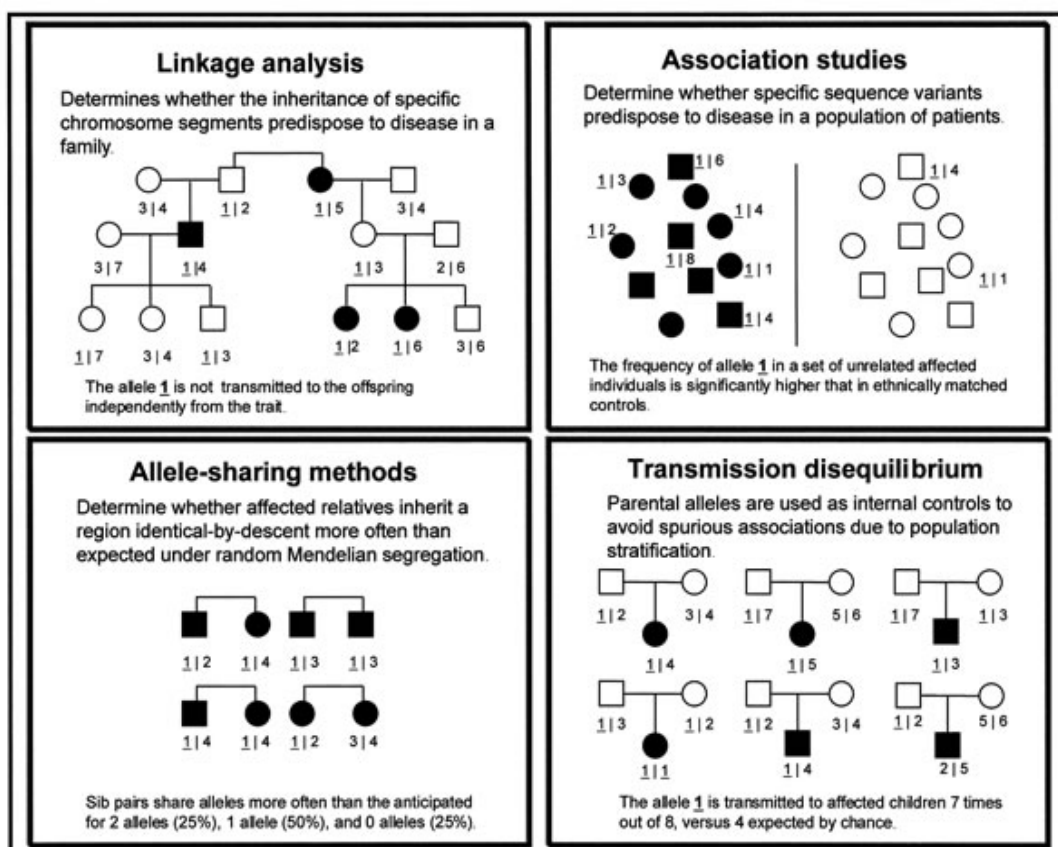 Linkage analysis
Determines whether the inheritance of specific
chromosome segments predispose to disease in a
family.
3|4 1|2 1|5 3|4
3|7 1|4 1|3 2|6
1|7 3|4 1|3 1|2 1|6 3|6
The allele 1 is not transmitted to the offspring
independently from the trait.
Association studies
Determine whether specific sequence variants
predispose to disease in a population of patients.
1|6 1|4
1|3
1|4
1|2
1|8
1|1 1|1
1|4
The frequency of allele 1 in a set of unrelated affected
individuals is significantly higher that in ethnically matched
controls.
Allele-sharing methods
Determine whether affected relatives inherit a
region identical-by-descent more often than
expected under random Mendelian segregation.
1|2 1|4 1|3 1|3
1|4 1|4 1|2 3|4
Sib pairs share alleles more often than the anticipated
for 2 alleles (25%), 1 allele (50%), and 0 alleles (25%).
Transmission disequilibrium
Parental alleles are used as internal controls to
avoid spurious associations due to population
stratification.
1|2 3|4 1|7 5|6 1|7 1|3
1|4 1|5 1|3
1|3 1|2 1|2 3|4 1|2 5|6
1|1 1|4 2|5
The allele 1 is transmitted to affected children 7 times
out of 8, versus 4 expected by chance.